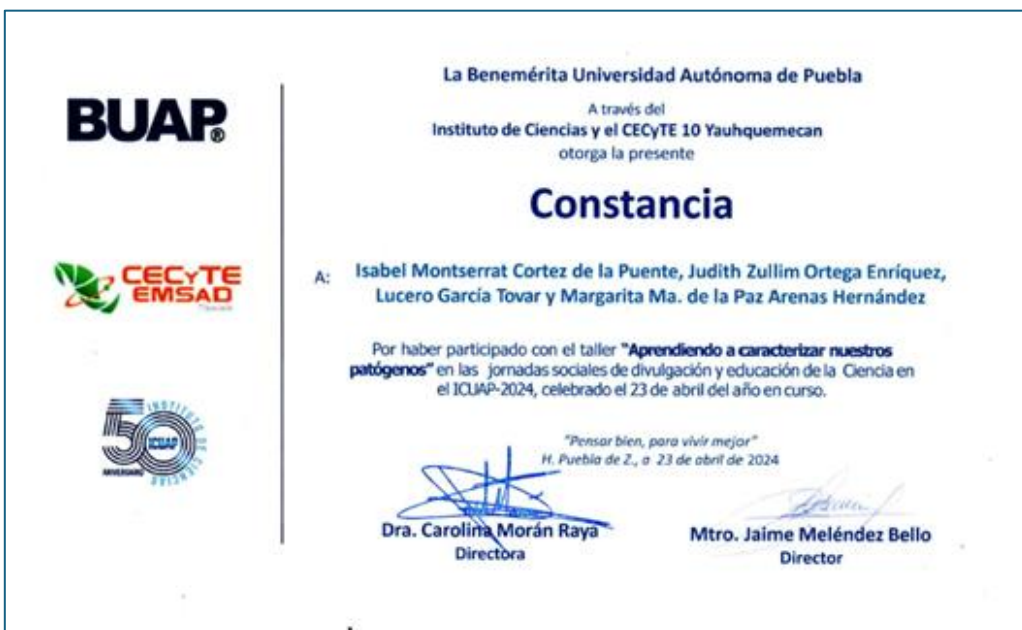 BUAP®
CECyTE
EMSAD
50
ANIVERSARIO
INSTITUTO DE CIENCIAS
ICUAP
La Benemérita Universidad Autónoma de Puebla
A través del
Instituto de Ciencias y el CECyTE 10 Yauhquemecan
otorga la presente
Constancia
A: Isabel Montserrat Cortez de la Puente, Judith Zullim Ortega Enríquez,
Lucero García Tovar y Margarita Ma. de la Paz Arenas Hernández
Por haber participado con el taller "Aprendiendo a caracterizar nuestros
patógenos" en las jornadas sociales de divulgación y educación de la Ciencia en
el ICUAP-2024, celebrado el 23 de abril del año en curso.
"Pensar bien, para vivir mejor"
H. Puebla de Z., a 23 de abril de 2024
Dra. Carolina Morán Raya
Directora
Mtro. Jaime Meléndez Bello
Director